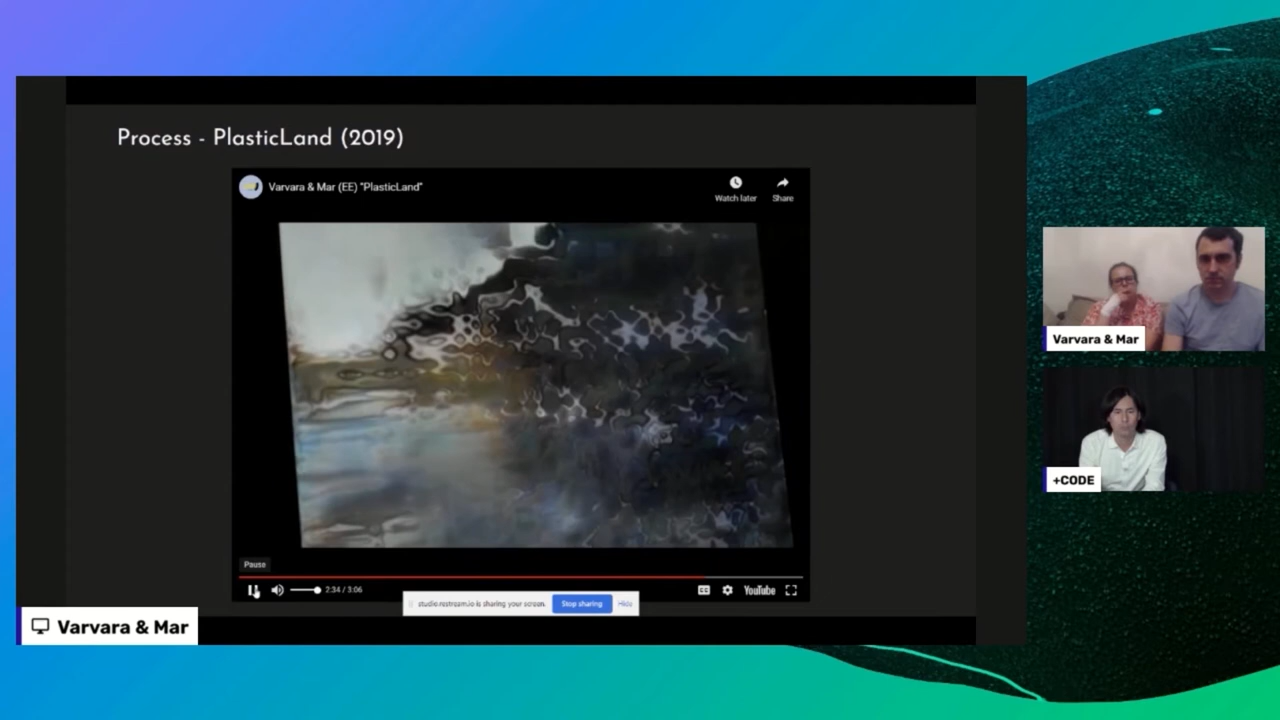 Process - PlasticLand (2019)
Varvara & Mar (EE) "PlasticLand"
Watch later
Share
Pause
2:34 / 3:06
CC
YouTube
studio.restream.io is sharing your screen.
Stop sharing
Hide
Varvara & Mar
Varvara & Mar
+CODE